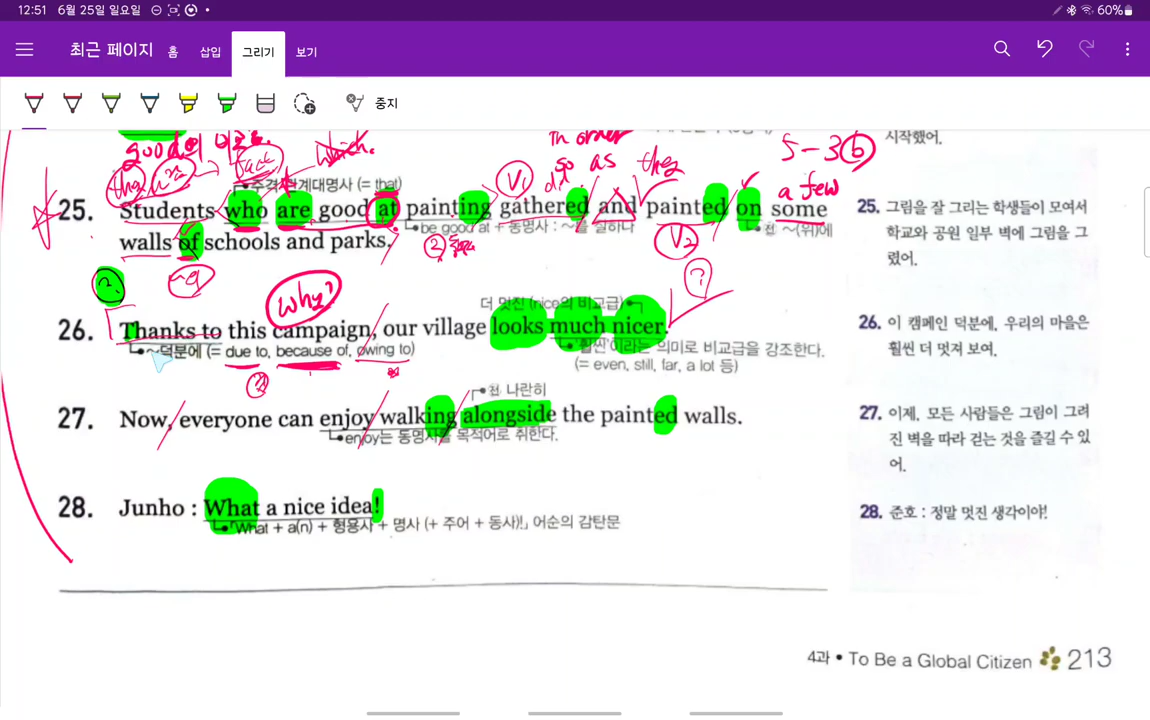 12:51 6월 25일 일요일 60%
최근 페이지 홈 삽입 그리기 보기
중지
good의
시작했어.
in order
so as they
5-3 b
a few
which.
주격 관계대명사 (= that)
V1
25. Students who are good at painting gathered and painted on some
be good at + 동명사 : ~을 잘하다
전 ~(위)에
walls of schools and parks.
V2
25. 그림을 잘 그리는 학생들이 모여서
학교와 공원 일부 벽에 그림을 그
렸어.
why?
?
더 멋진 (nice의 비교급)
26. Thanks to this campaign, our village looks much nicer.
~덕분에 (= due to, because of, owing to)
'훨씬'이라는 의미로 비교급을 강조한다.
(= even, still, far, a lot 등)
26. 이 캠페인 덕분에, 우리의 마을은
훨씬 더 멋져 보여.
전 나란히
27. Now, everyone can enjoy walking alongside the painted walls.
enjoy는 동명사를 목적어로 취한다.
27. 이제, 모든 사람들은 그림이 그려
진 벽을 따라 걷는 것을 즐길 수 있
어.
28. Junho : What a nice idea!
「What + a(n) + 형용사 + 명사 (+ 주어 + 동사)!」 어순의 감탄문
28. 준호 : 정말 멋진 생각이야!
4과 • To Be a Global Citizen 213